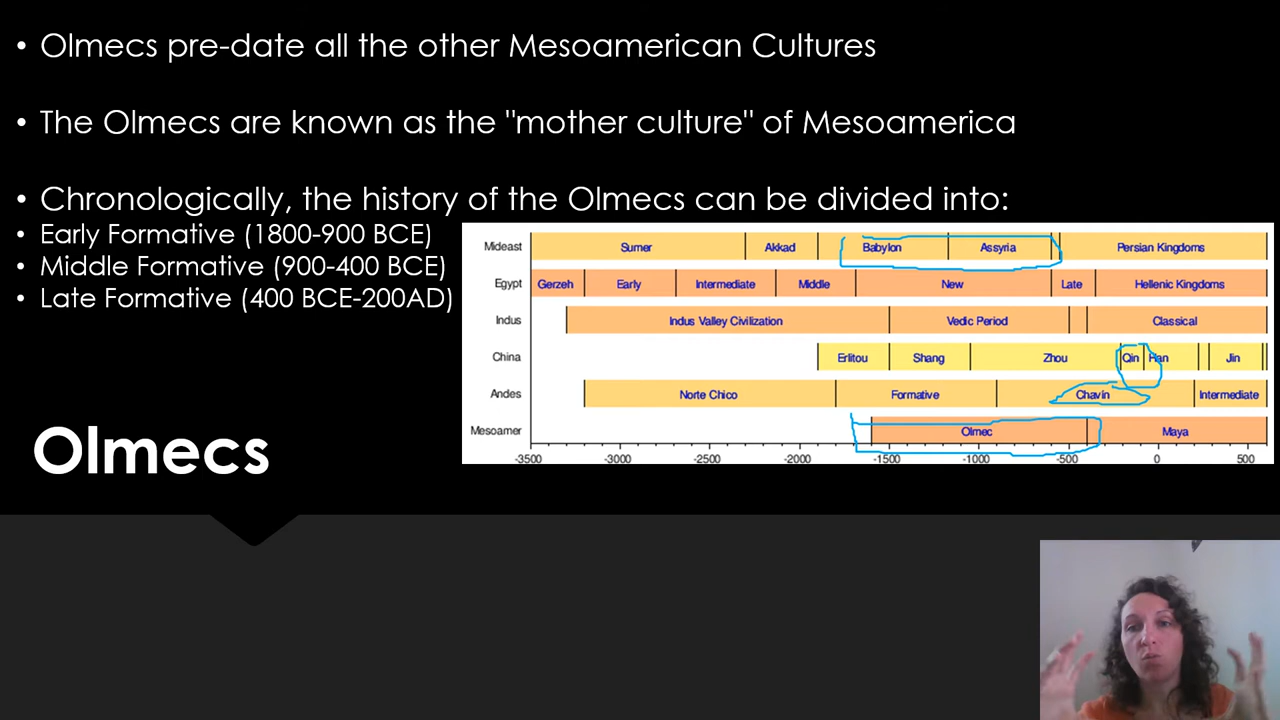 • Olmecs pre-date all the other Mesoamerican Cultures
• The Olmecs are known as the "mother culture" of Mesoamerica
• Chronologically, the history of the Olmecs can be divided into:
• Early Formative (1800-900 BCE)
• Middle Formative (900-400 BCE)
• Late Formative (400 BCE-200AD)
Mideast Sumer Akkad Babylon Assyria Persian Kingdoms
Egypt Gerzeh Early Intermediate Middle New Late Hellenic Kingdoms
Indus Indus Valley Civilization Vedic Period Classical
China Erlitou Shang Zhou Qin Han Jin
Andes Norte Chico Formative Chavin Intermediate
Mesoamer Olmec Maya
-3500 -3000 -2500 -2000 -1500 -1000 -500 0 500
Olmecs